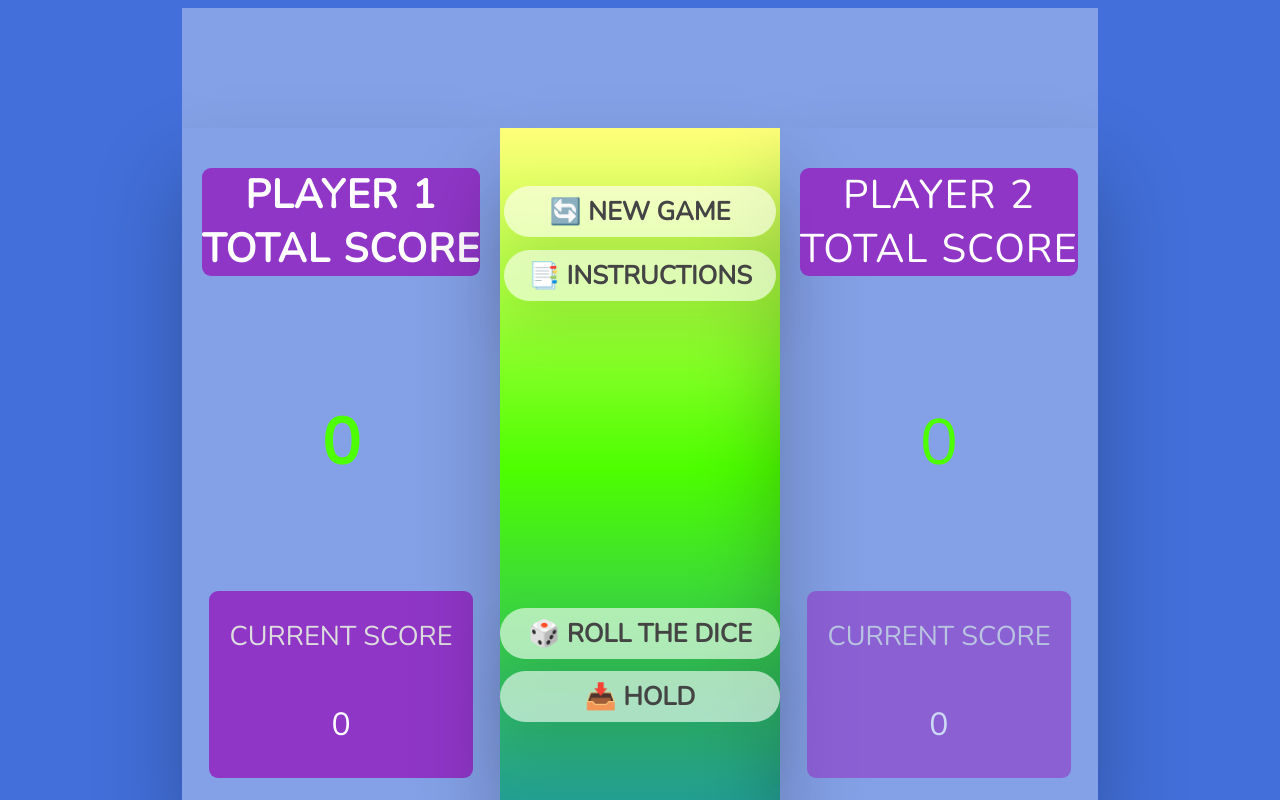 PLAYER 1
TOTAL SCORE
0
CURRENT SCORE
0
🔄 NEW GAME
📑 INSTRUCTIONS
🎲 ROLL THE DICE
📥 HOLD
PLAYER 2
TOTAL SCORE
0
CURRENT SCORE
0